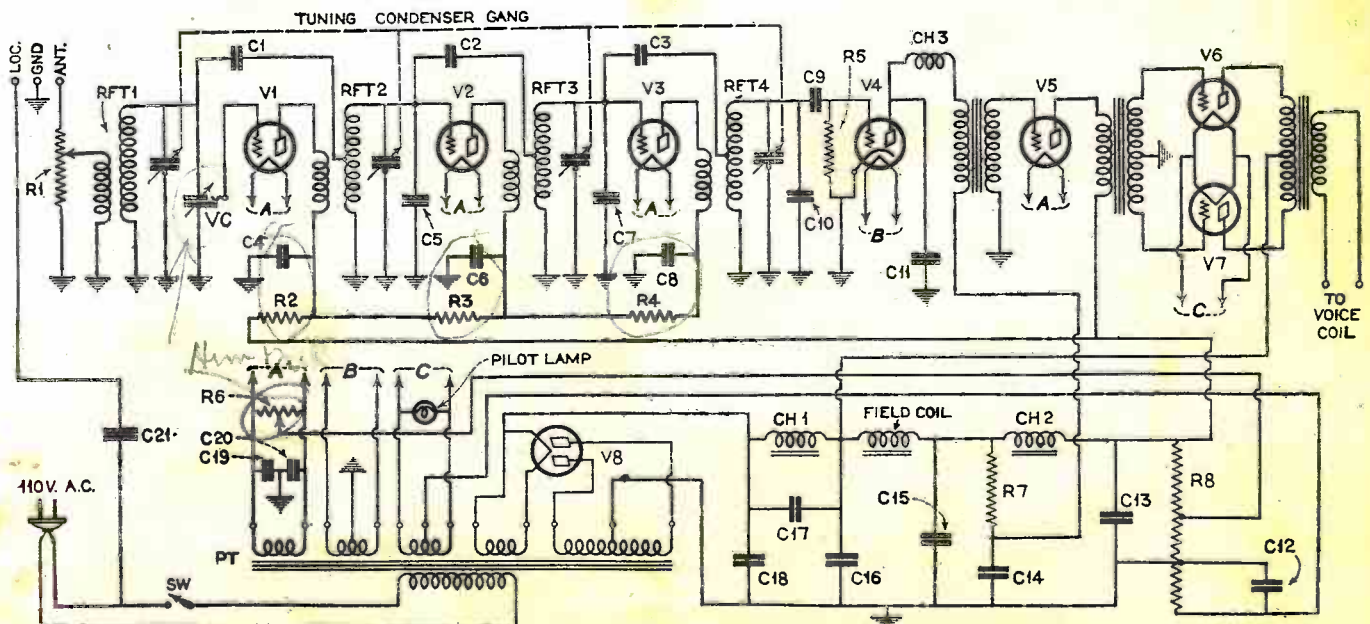 TUNING CONDENSER GANG
LOC.
GND
ANT.
C1
C2
C3
CH3
V6
RFT1
V1
RFT2
V2
RFT3
V3
RFT4
C9
R5
V4
V5
R1
VC
A
C5
A
C7
A
C10
B
A
V7
C4
C6
C8
C11
C
R2
R3
R4
TO
VOICE
COIL
A
B
C
PILOT LAMP
R6
C21
C20
C19
V8
CH1
FIELD COIL
CH2
110V. A.C.
C15
R7
C13
R8
C17
C12
PT
C18
C16
C14
SW